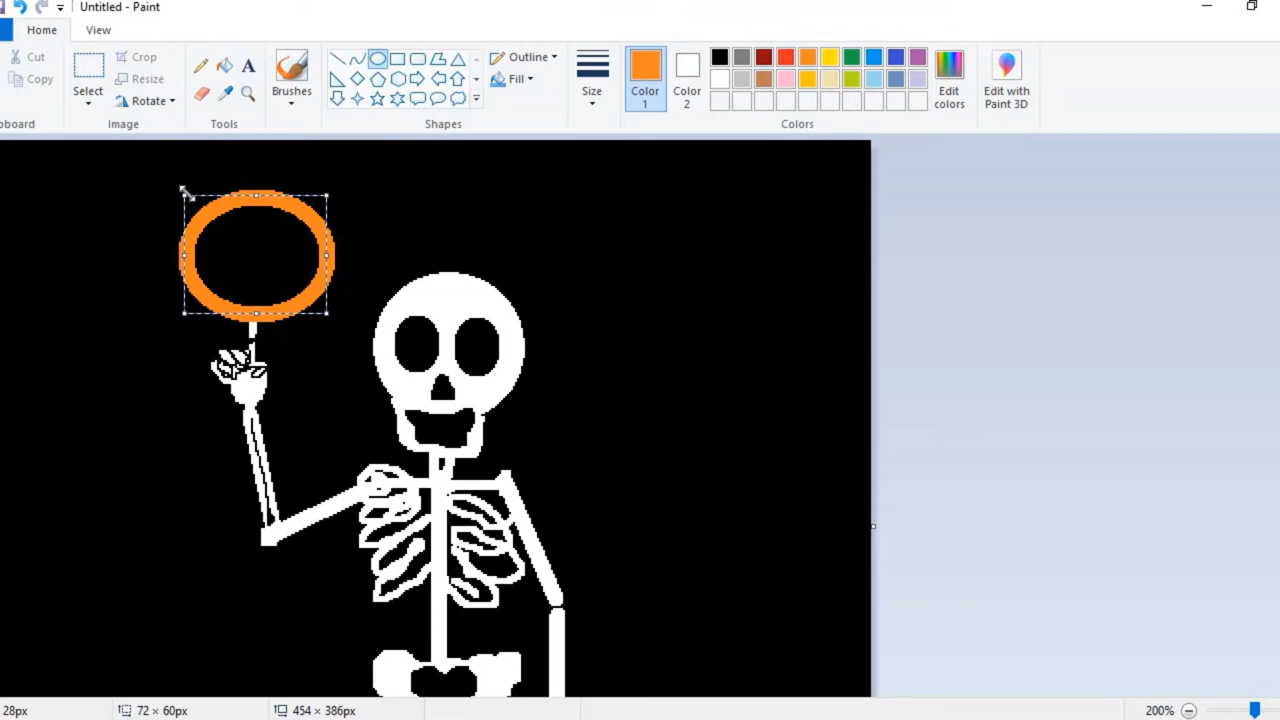 Untitled - Paint
Home View
Cut
Copy
Select
Crop
Resize
Rotate
Brushes
Outline
Fill
Size
Color 1
Color 2
Edit colors
Edit with Paint 3D
oboard
Image
Tools
Shapes
Colors
28px
72 × 60px
454 × 386px
200%